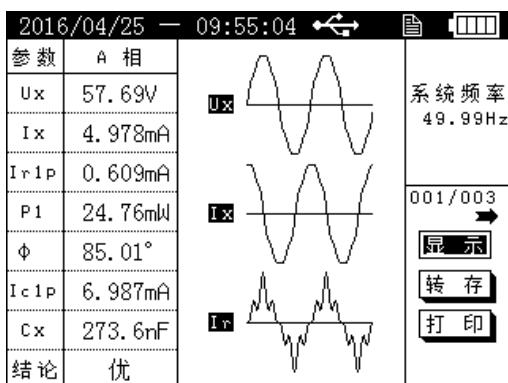 2016/04/25 — 09:55:04
参数 A 相
Ux 57.69V
Ix 4.978mA
Ir1p 0.609mA
P1 24.76mW
ϕ 85.01°
Ic1p 6.987mA
Cx 273.6nF
结论 优
Ux
Ix
Ir
系统频率
49.99Hz
001/003
显示
转存
打印